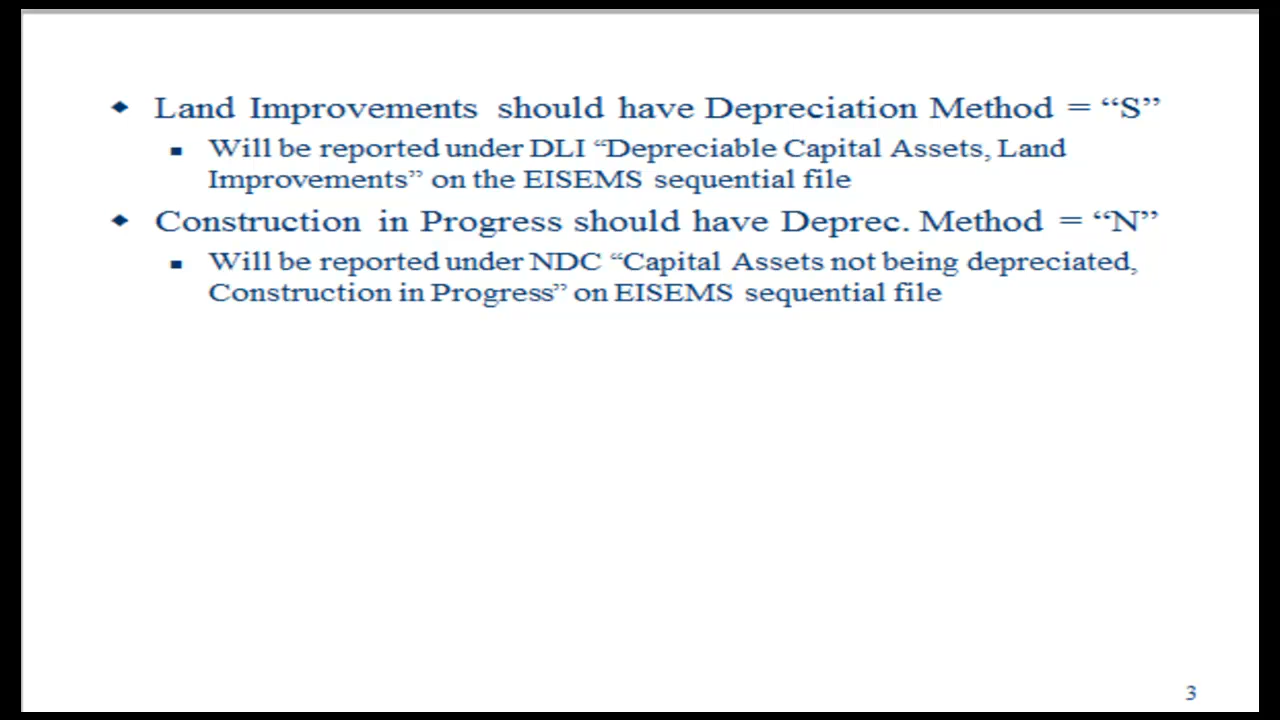 Land Improvements should have Depreciation Method = “S”
Will be reported under DLI “Depreciable Capital Assets, Land
Improvements” on the EISEMS sequential file
Construction in Progress should have Deprec. Method = “N”
Will be reported under NDC “Capital Assets not being depreciated,
Construction in Progress” on EISEMS sequential file
3